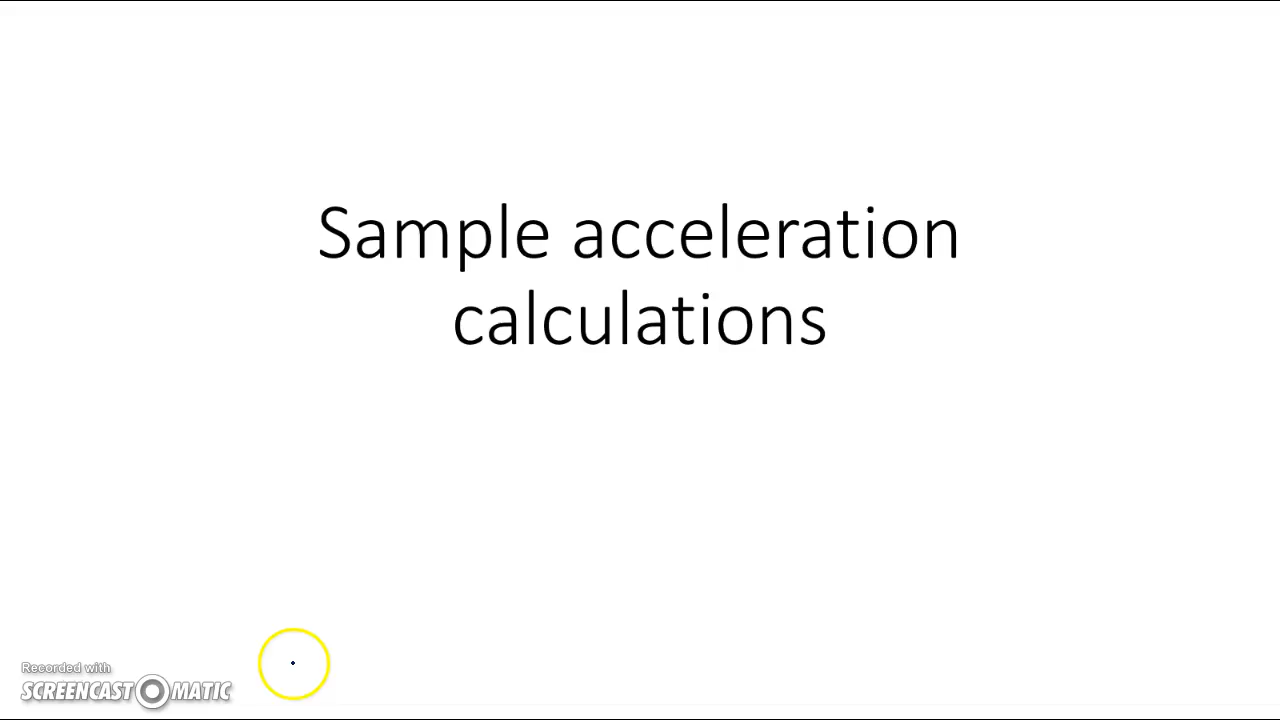 Sample acceleration
calculations
Recorded with
SCREENCAST MATIC